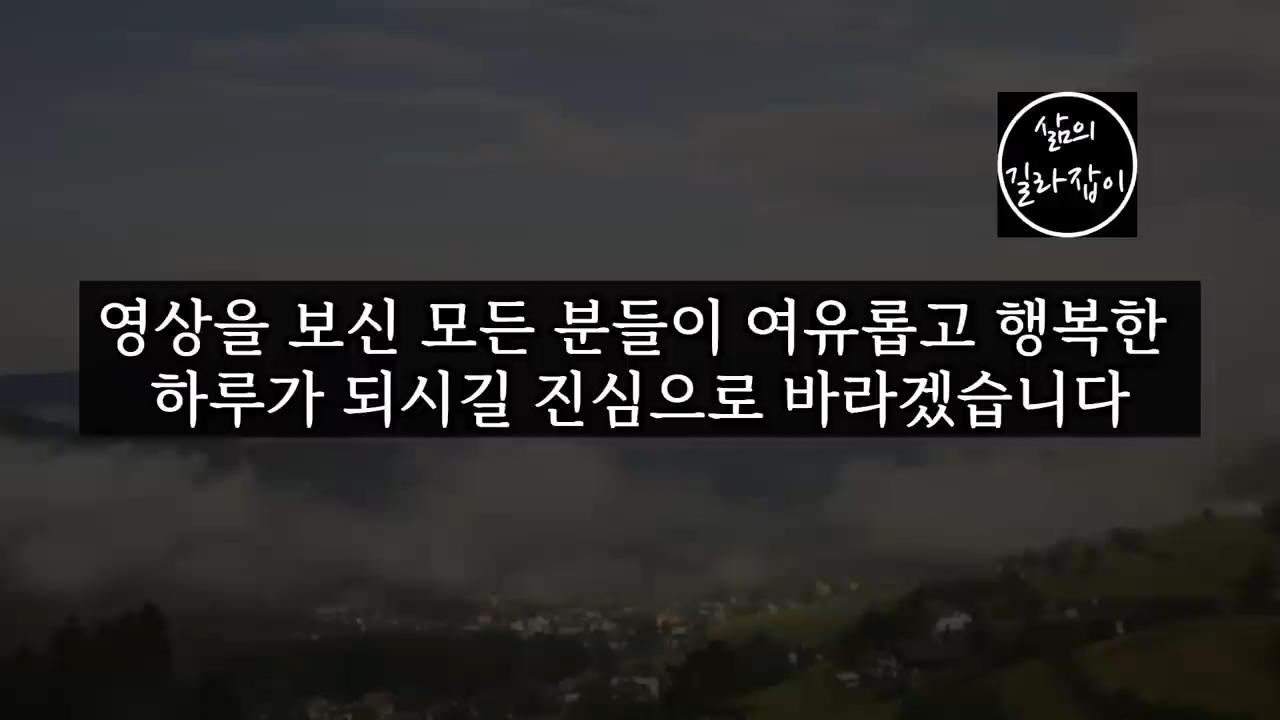 삶의
길라잡이
영상을 보신 모든 분들이 여유롭고 행복한
하루가 되시길 진심으로 바라겠습니다